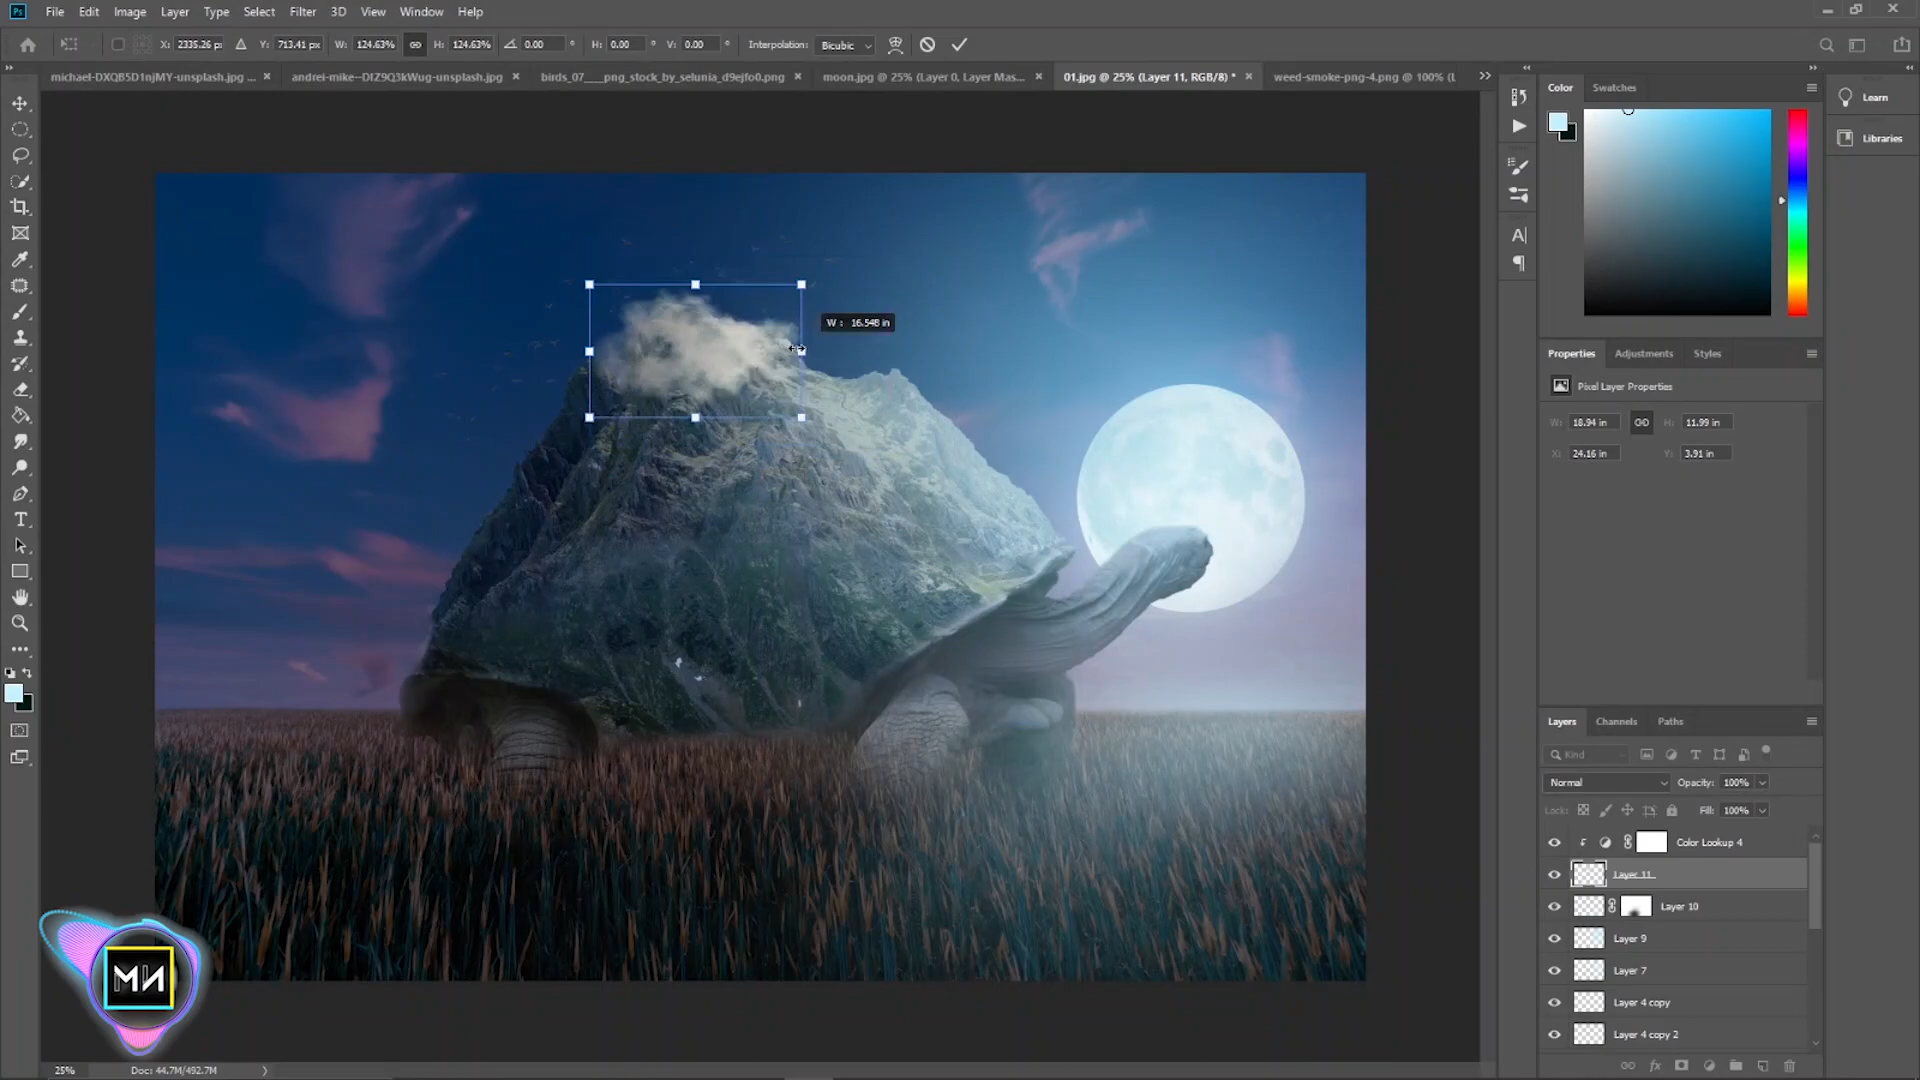 Ps File Edit Image Layer Type Select Filter 3D View Window Help
X: 2335.26 px Y: 713.41 px W: 124.63% H: 124.63% 0.00 ° H: 0.00 ° V: 0.00 ° Interpolation: Bicubic
michael-DXQB5D1njMY-unsplash.jpg ... × andrei-mike--DIZ9Q3kWug-unsplash.jpg × birds_07___png_stock_by_selunia_d9ejfo0.png × moon.jpg @ 25% (Layer 0, Layer Mas... × 01.jpg @ 25% (Layer 11, RGB/8) * × weed-smoke-png-4.png @ 100% (L
Color Swatches
Learn
Libraries
W : 16.548 in
Properties Adjustments Styles
Pixel Layer Properties
W: 18.94 in H: 11.99 in
X: 24.16 in Y: 3.91 in
Layers Channels Paths
Kind
Normal Opacity: 100%
Lock: Fill: 100%
Color Lookup 4
Layer 11
Layer 10
Layer 9
Layer 7
Layer 4 copy
Layer 4 copy 2
MN
25% Doc: 44.7M/492.7M